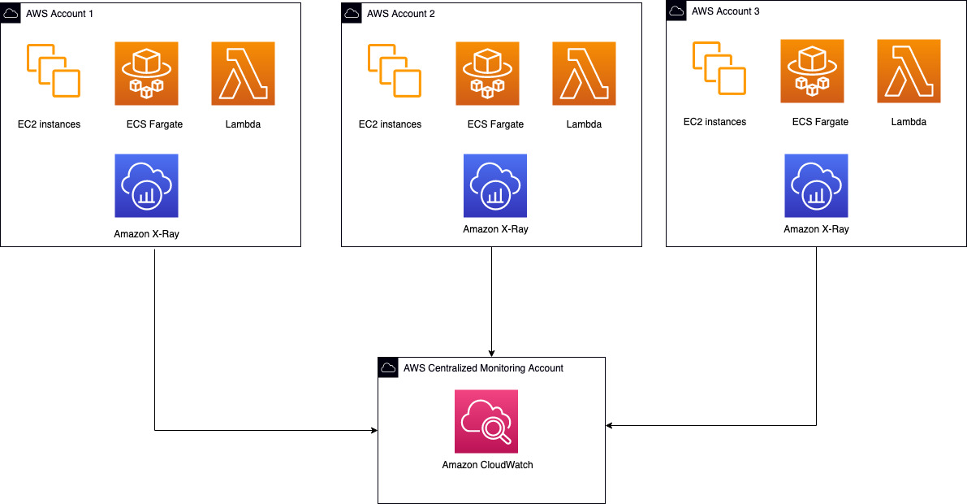 AWS Account 1
EC2 instances
ECS Fargate
Lambda
Amazon X-Ray
AWS Account 2
EC2 instances
ECS Fargate
Lambda
Amazon X-Ray
AWS Account 3
EC2 instances
ECS Fargate
Lambda
Amazon X-Ray
AWS Centralized Monitoring Account
Amazon CloudWatch